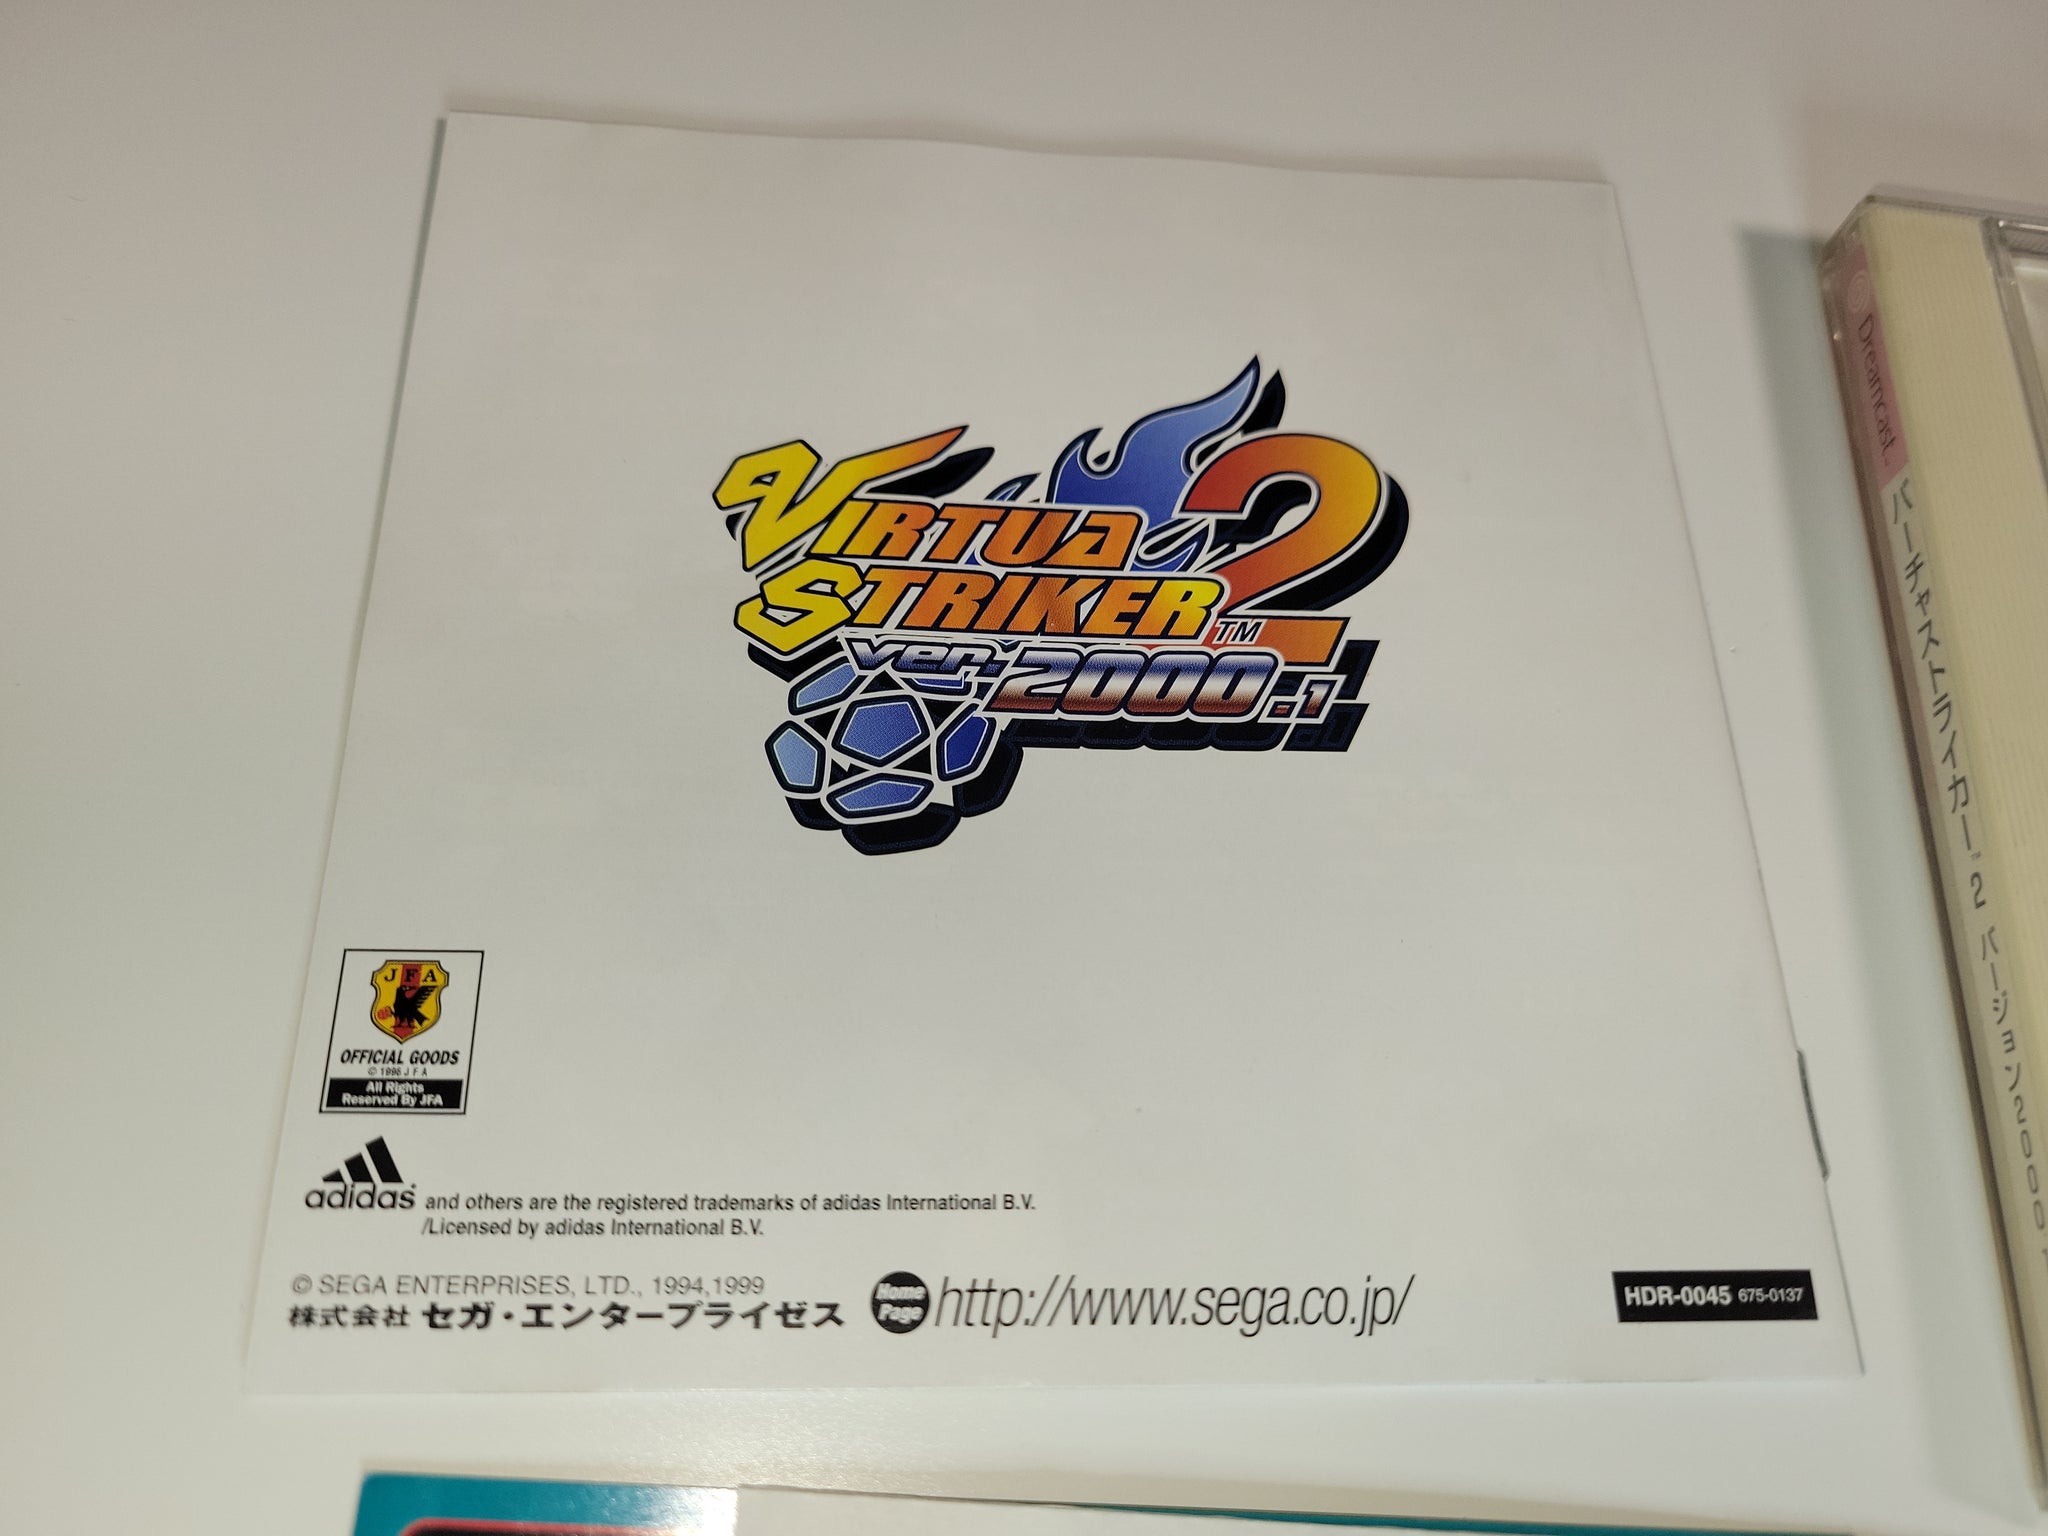 VIRTUA
STRIKER 2 TM
ver. 2000.1
JFA
OFFICIAL GOODS
© 1996 J F A
All Rights
Reserved By JFA
adidas and others are the registered trademarks of adidas International B.V.
/Licensed by adidas International B.V.
© SEGA ENTERPRISES, LTD., 1994,1999
株式会社 セガ・エンタープライゼス
Home
Page
http://www.sega.co.jp/
HDR-0045 675-0137
Dreamcast
バーチャストライカー 2 バージョン2000.1